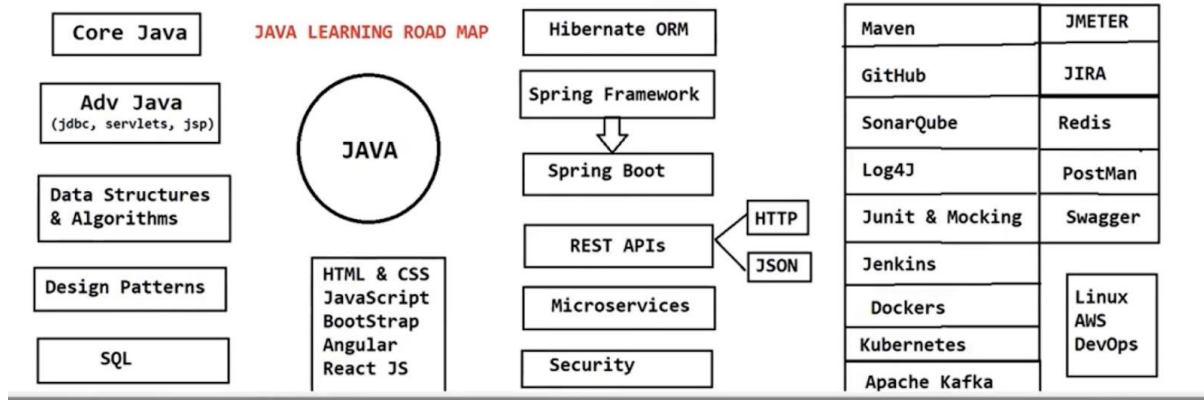 Core Java
JAVA LEARNING ROAD MAP
Adv Java
(jdbc, servlets, jsp)
JAVA
Data Structures
& Algorithms
Design Patterns
SQL
HTML & CSS
JavaScript
BootStrap
Angular
React JS
Hibernate ORM
Spring Framework
Spring Boot
REST APIs
HTTP
JSON
Microservices
Security
Maven
GitHub
SonarQube
Log4J
Junit & Mocking
Jenkins
Dockers
Kubernetes
Apache Kafka
JMETER
JIRA
Redis
PostMan
Swagger
Linux
AWS
DevOps